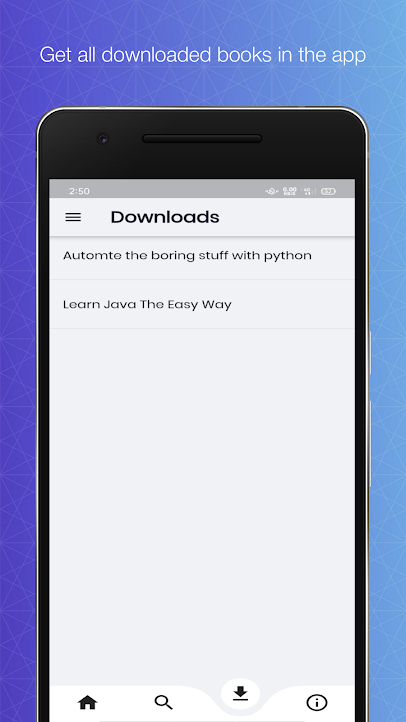 Get all downloaded books in the app
2:50
Downloads
Automte the boring stuff with python
Learn Java The Easy Way